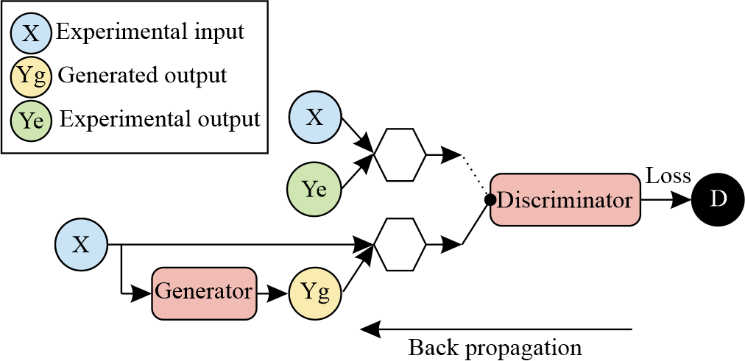 X Experimental input
Yg Generated output
Ye Experimental output
X
Ye
Discriminator
Loss
D
X
Generator
Yg
Back propagation